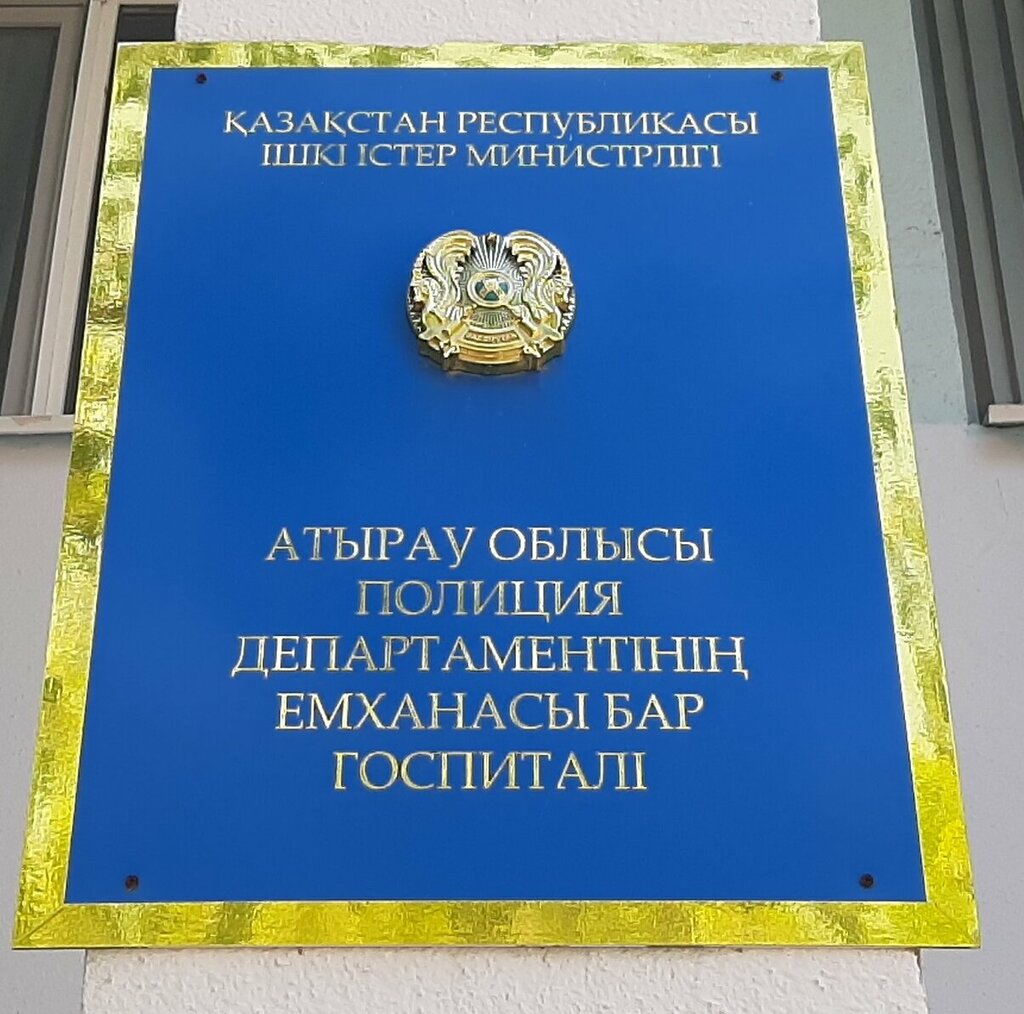 ҚАЗАҚСТАН РЕСПУБЛИКАСЫ
ІШКІ ІСТЕР МИНИСТРЛІГІ
АТЫРАУ ОБЛЫСЫ
ПОЛИЦИЯ
ДЕПАРТАМЕНТІНІҢ
ЕМХАНАСЫ БАР
ГОСПИТАЛІ